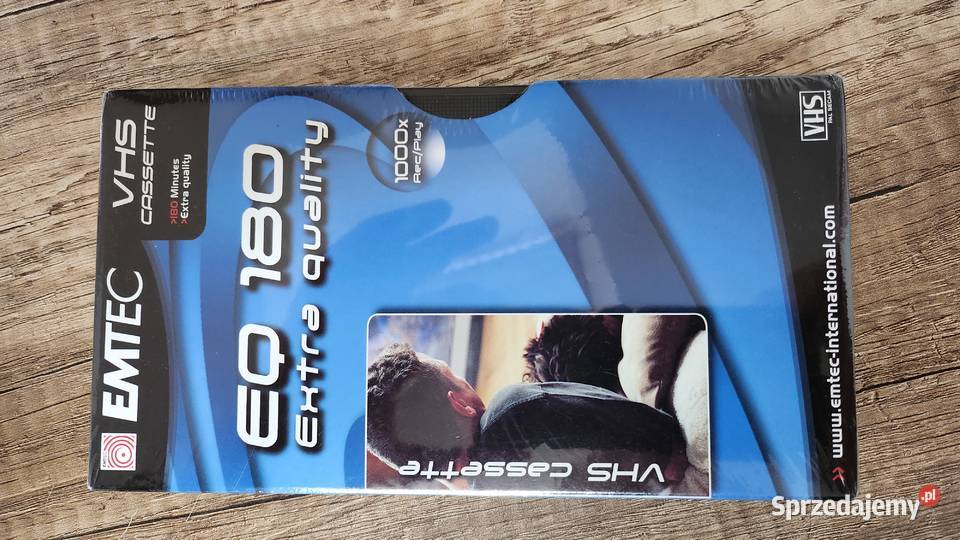 EMTEC
VHS
CASSETTE
>180 Minutes
>Extra quality
EQ 180
Extra quality
1000x
Rec/Play
VHS cassette
VHS
PAL SECAM
>> www.emtec-international.com
Sprzedajemy.pl